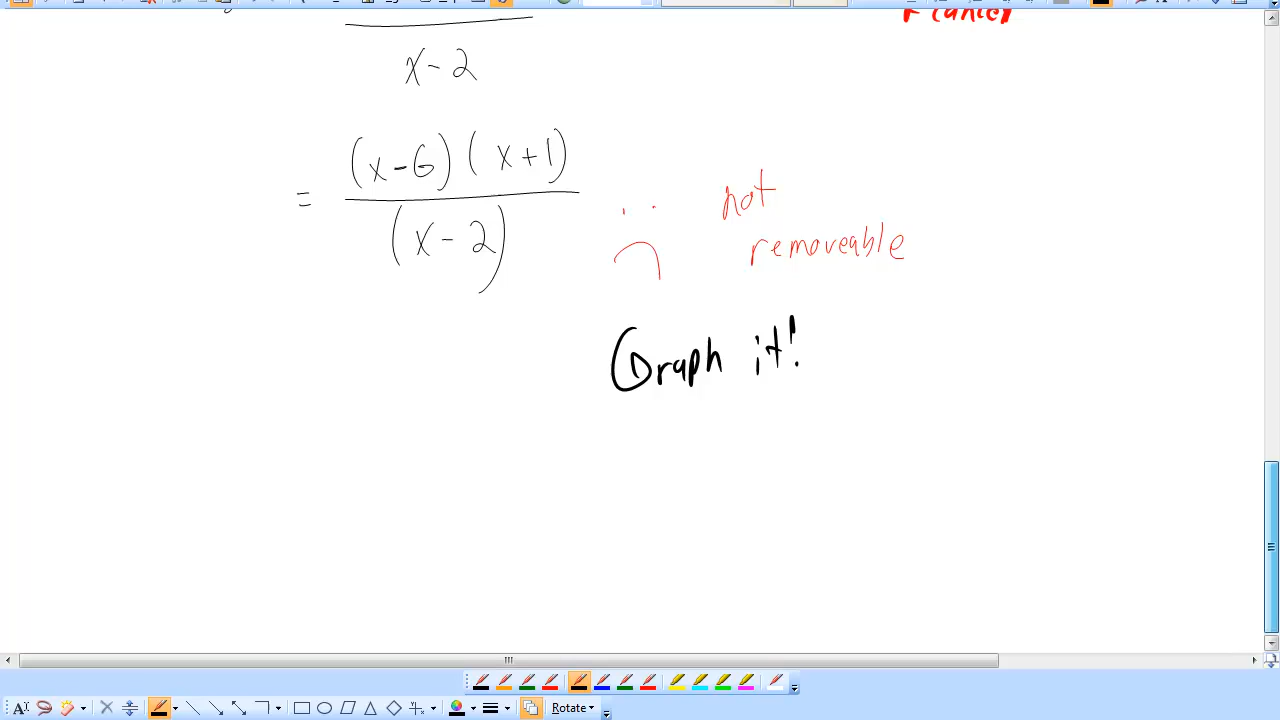 x-2
(x-6)(x+1)
=
(x-2)
not
removeable
Graph it!
Rotate